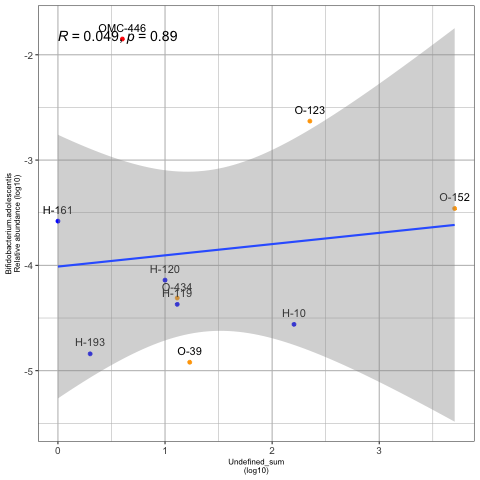 OMC-446
R = 0.049, p = 0.89
-2
O-123
-3
O-152
H-161
-4
H-120
O-434
H-119
H-10
H-193
O-39
-5
0
1
2
3
Bifidobacterium.adolescentis
Relative abundance (log10)
Undefined_sum
(log10)